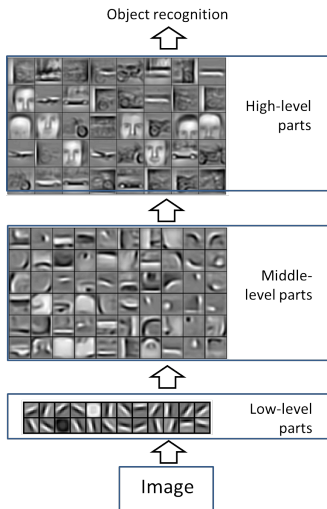 Object recognition
High-level
parts
Middle-
level parts
Low-level
parts
Image